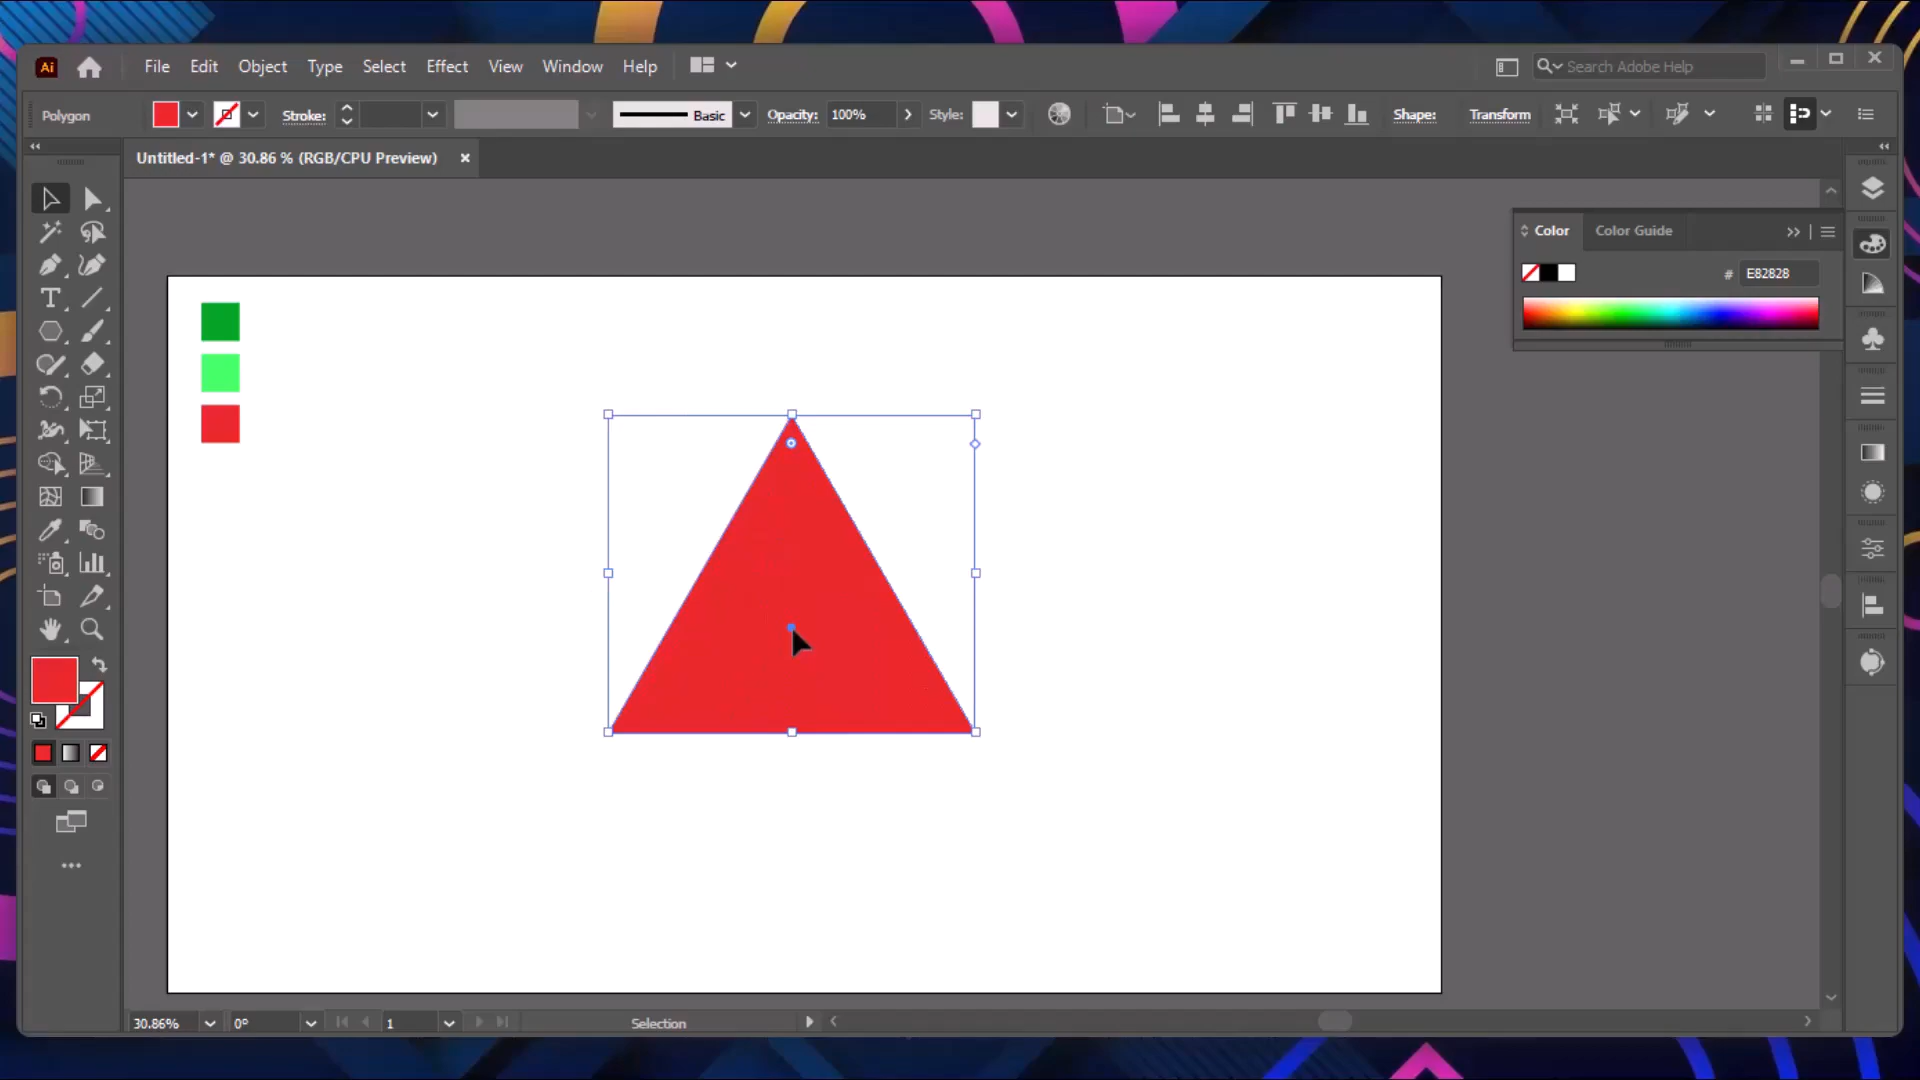 Ai File Edit Object Type Select Effect View Window Help Search Adobe Help
Polygon Stroke: Basic Opacity: 100% Style: Shape: Transform
Untitled-1* @ 30.86 % (RGB/CPU Preview) ×
Color Color Guide
# E82828
30.86% 0° 1 Selection